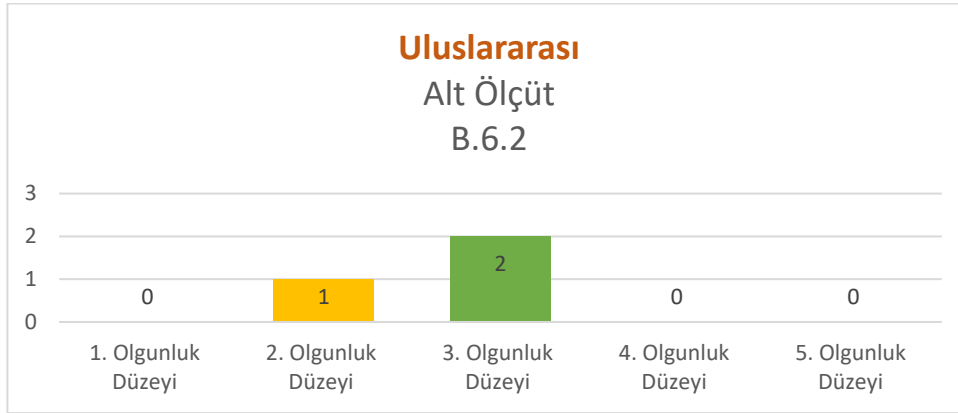 Uluslararası
Alt Ölçüt
B.6.2
3
2
1
0
0
1
2
0
0
1. Olgunluk
Düzeyi
2. Olgunluk
Düzeyi
3. Olgunluk
Düzeyi
4. Olgunluk
Düzeyi
5. Olgunluk
Düzeyi